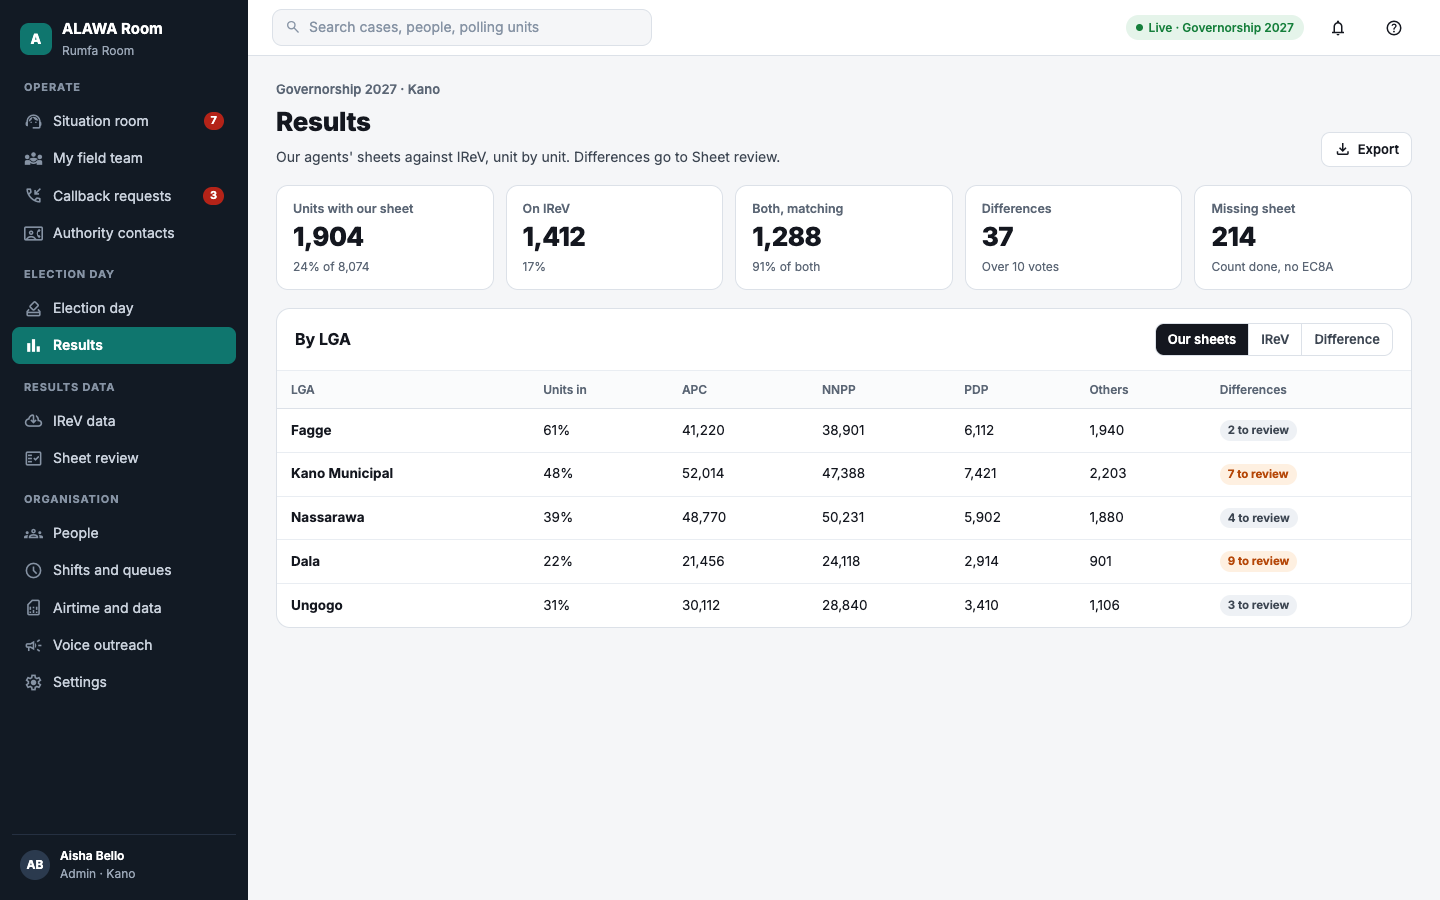 A
ALAWA Room
Rumfa Room
OPERATE
Situation room 7
My field team
Callback requests 3
Authority contacts
ELECTION DAY
Election day
Results
RESULTS DATA
IReV data
Sheet review
ORGANISATION
People
Shifts and queues
Airtime and data
Voice outreach
Settings
AB
Aisha Bello
Admin · Kano
Search cases, people, polling units
Live · Governorship 2027
Governorship 2027 · Kano
Results
Our agents' sheets against IReV, unit by unit. Differences go to Sheet review.
Export
Units with our sheet
1,904
24% of 8,074
On IReV
1,412
17%
Both, matching
1,288
91% of both
Differences
37
Over 10 votes
Missing sheet
214
Count done, no EC8A
By LGA
Our sheets IReV Difference
LGA Units in APC NNPP PDP Others Differences
Fagge 61% 41,220 38,901 6,112 1,940 2 to review
Kano Municipal 48% 52,014 47,388 7,421 2,203 7 to review
Nassarawa 39% 48,770 50,231 5,902 1,880 4 to review
Dala 22% 21,456 24,118 2,914 901 9 to review
Ungogo 31% 30,112 28,840 3,410 1,106 3 to review